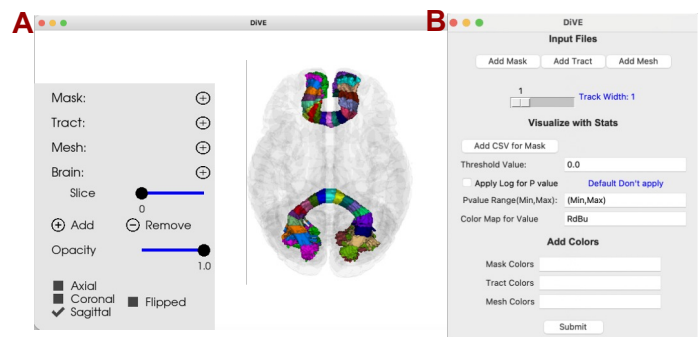 A
DiVE
Mask:
Tract:
Mesh:
Brain:
Slice
0
Add Remove
Opacity
1.0
Axial
Coronal
Sagittal
Flipped
B
DiVE
Input Files
Add Mask Add Tract Add Mesh
1
Track Width: 1
Visualize with Stats
Add CSV for Mask
Threshold Value: 0.0
Apply Log for P value Default Don't apply
Pvalue Range(Min,Max): (Min,Max)
Color Map for Value RdBu
Add Colors
Mask Colors
Tract Colors
Mesh Colors
Submit